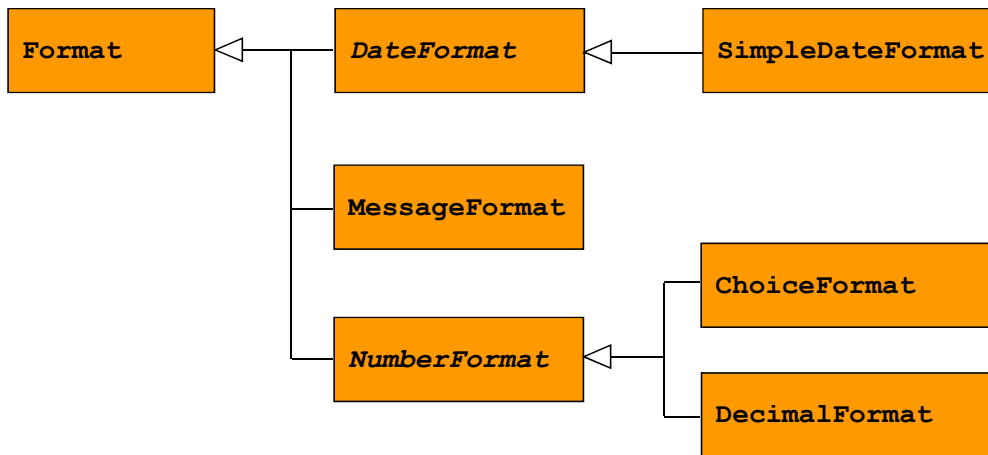 Format
DateFormat
SimpleDateFormat
MessageFormat
ChoiceFormat
NumberFormat
DecimalFormat